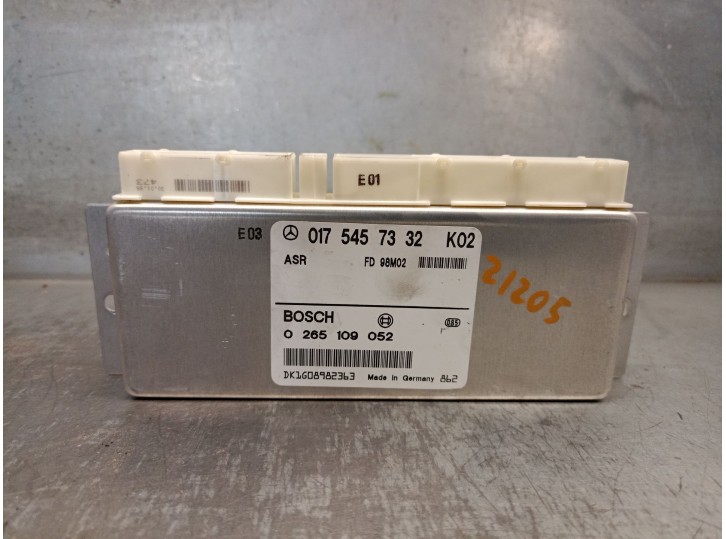 E01
E03 017 545 73 32 K02
ASR FD 98M02
21205
BOSCH
0 265 109 052
DK1G08982363 Made in Germany 862